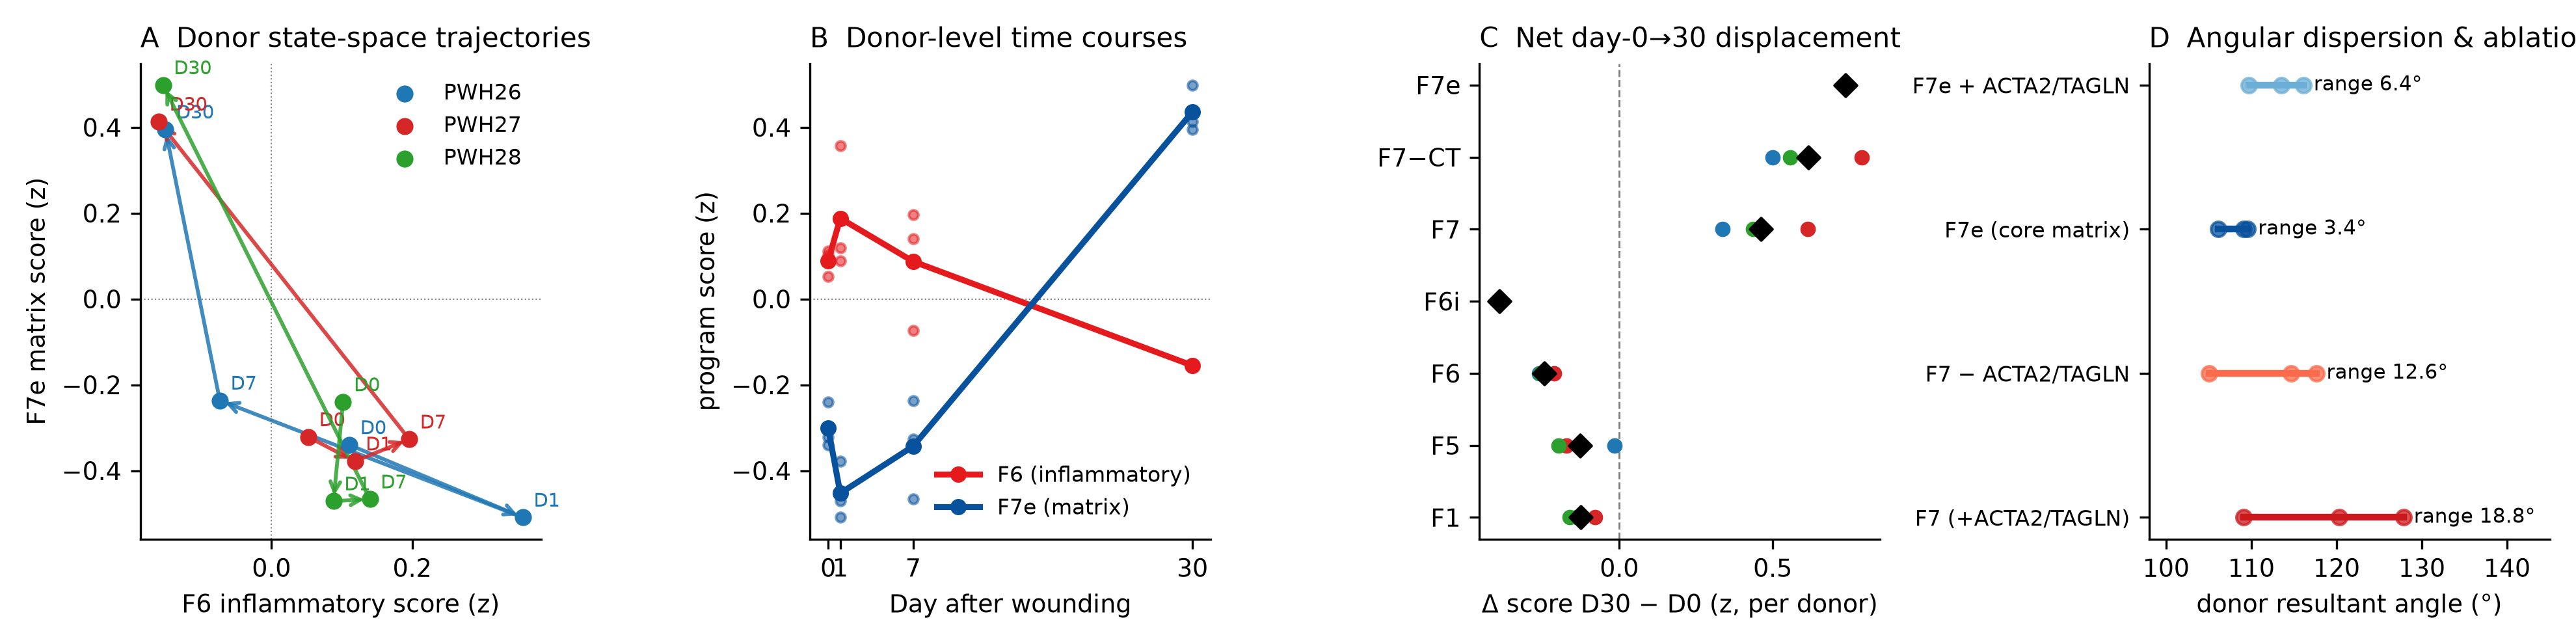 A Donor state-space trajectories
F7e matrix score (z)
0.4
0.2
0.0
−0.2
−0.4
D30
D30
D30
PWH26
PWH27
PWH28
D7
D0
D0
D0
D1
D7
D1
D7
D1
0.0
0.2
F6 inflammatory score (z)
B Donor-level time courses
program score (z)
0.4
0.2
0.0
−0.2
−0.4
F6 (inflammatory)
F7e (matrix)
0
1
7
30
Day after wounding
C Net day-0→30 displacement
F7e
F7−CT
F7
F6i
F6
F5
F1
0.0
0.5
Δ score D30 − D0 (z, per donor)
D Angular dispersion & ablatio
F7e + ACTA2/TAGLN
range 6.4°
F7e (core matrix)
range 3.4°
F7 − ACTA2/TAGLN
range 12.6°
F7 (+ACTA2/TAGLN)
range 18.8°
100
110
120
130
140
donor resultant angle (°)